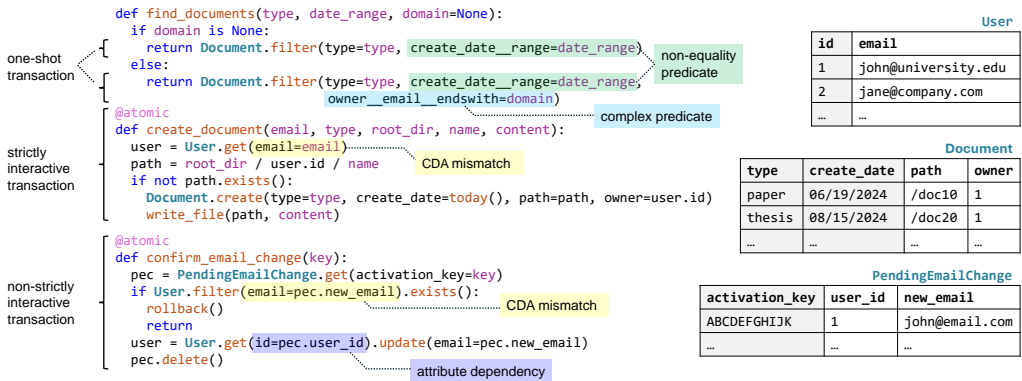 def find_documents(type, date_range, domain=None):
if domain is None:
return Document.filter(type=type, create_date__range=date_range)
else:
return Document.filter(type=type, create_date__range=date_range,
owner__email__endswith=domain)
one-shot
transaction
non-equality
predicate
complex predicate
@atomic
def create_document(email, type, root_dir, name, content):
user = User.get(email=email)
path = root_dir / user.id / name
if not path.exists():
Document.create(type=type, create_date=today(), path=path, owner=user.id)
write_file(path, content)
strictly
interactive
transaction
CDA mismatch
@atomic
def confirm_email_change(key):
pec = PendingEmailChange.get(activation_key=key)
if User.filter(email=pec.new_email).exists():
rollback()
return
user = User.get(id=pec.user_id).update(email=pec.new_email)
pec.delete()
non-strictly
interactive
transaction
CDA mismatch
attribute dependency
User
id email
1 john@university.edu
2 jane@company.com
… …
Document
type create_date path owner
paper 06/19/2024 /doc10 1
thesis 08/15/2024 /doc20 1
… … … …
PendingEmailChange
activation_key user_id new_email
ABCDEFGHIJK 1 john@email.com
… … …